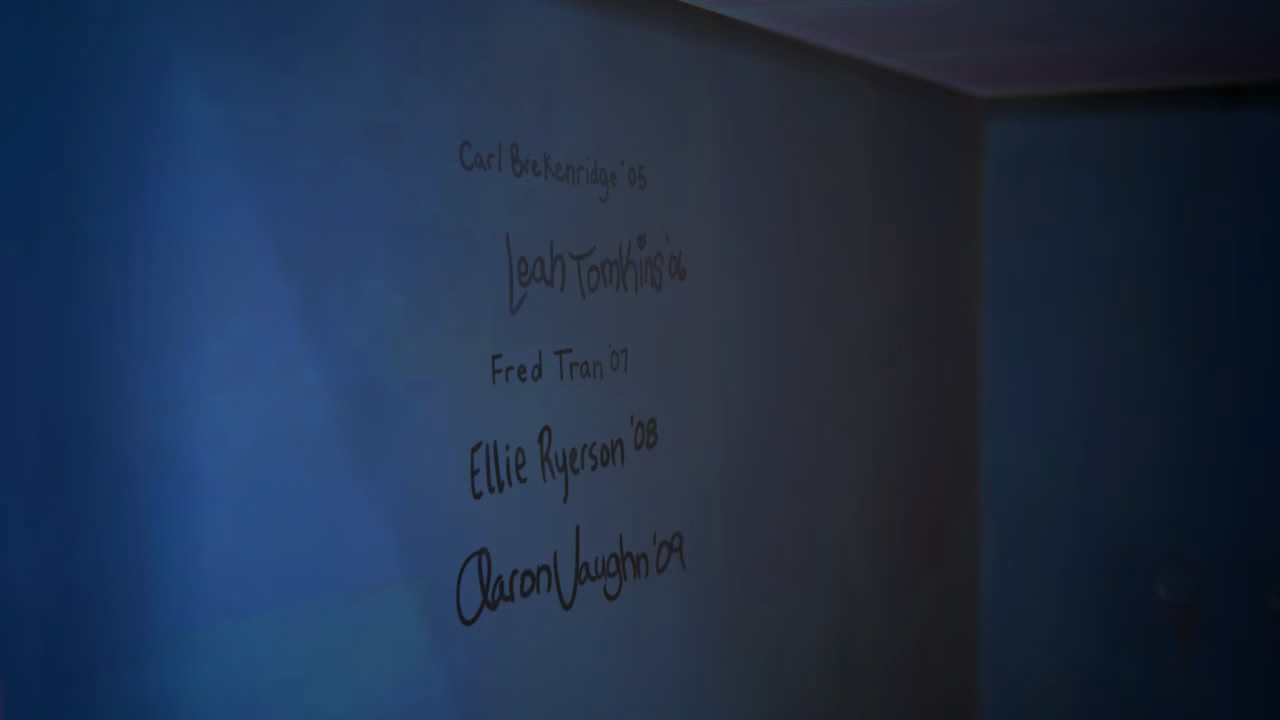 Carl Brekenridge '05
Leah Tomkins '06
Fred Tran '07
Ellie Ryerson '08
Aaron Vaughn '09